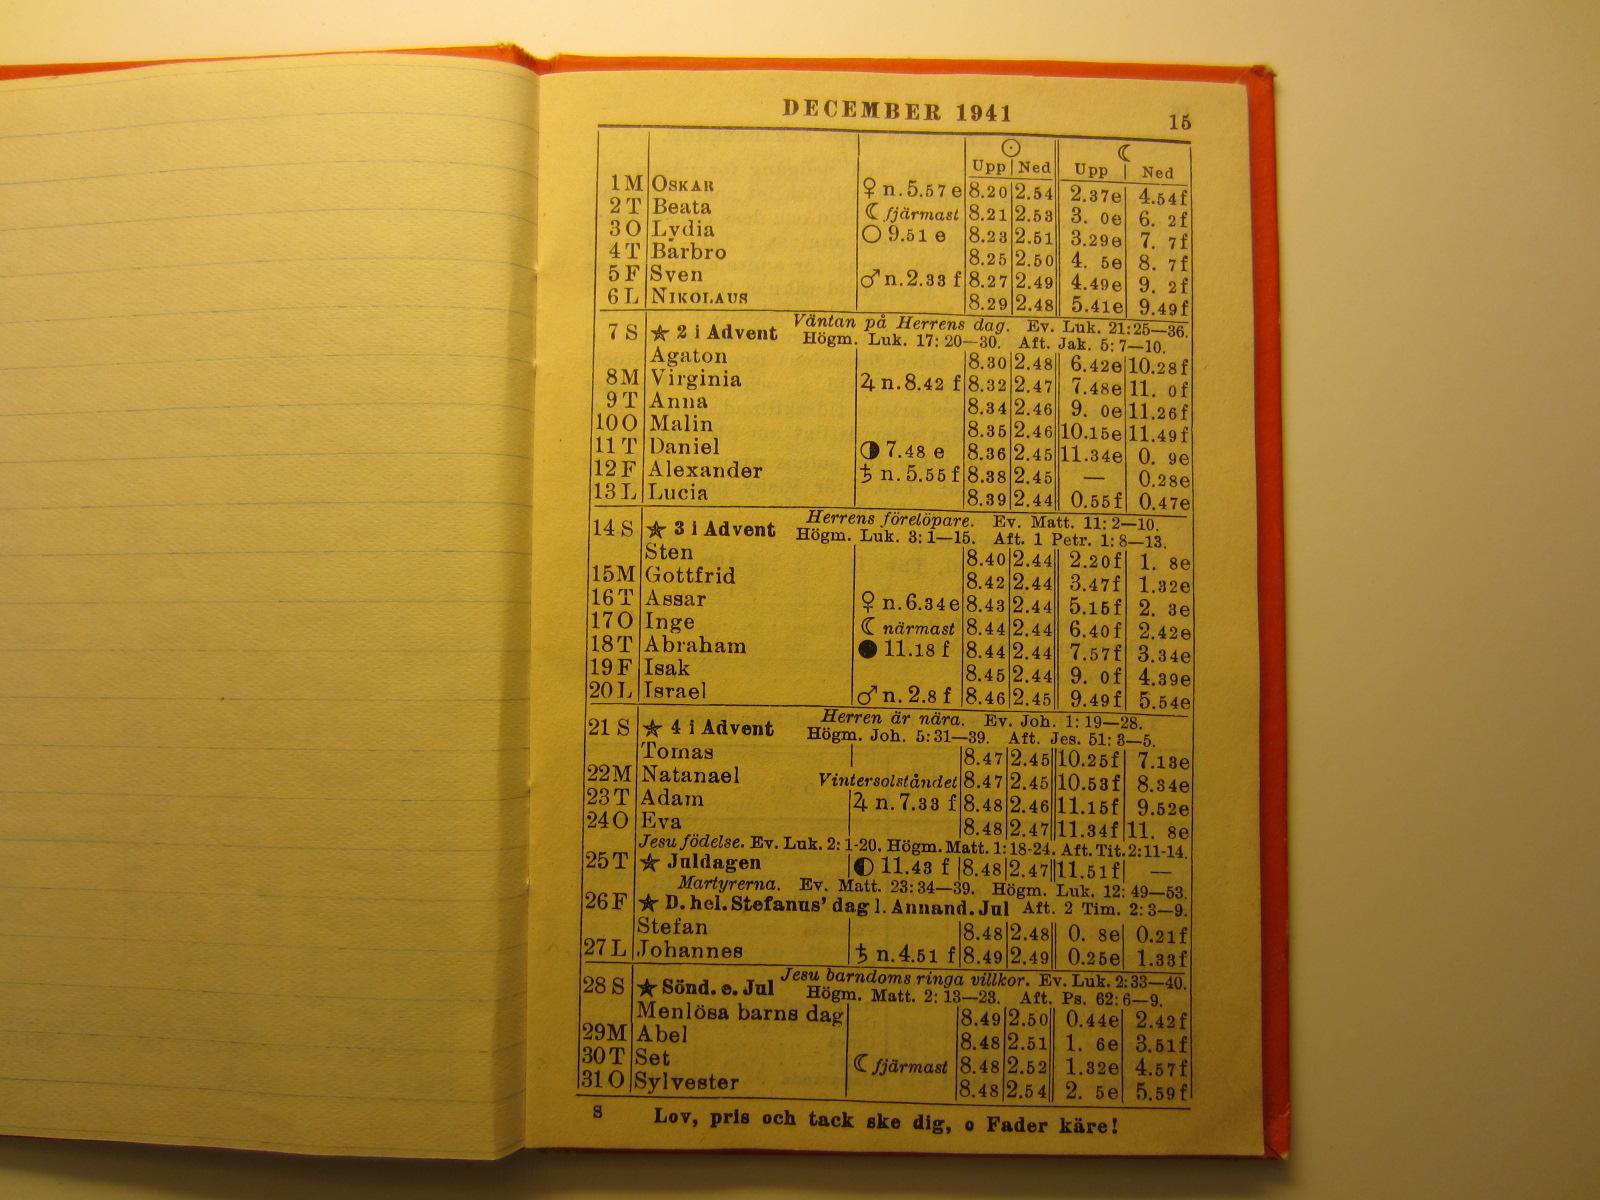 DECEMBER 1941
15
☉ ☾
Upp Ned Upp Ned
1 M OSKAR ♀ n. 5.57 e 8.20 2.54 2.37e 4.54f
2 T Beata ☾ fjärmast 8.21 2.53 3. 0e 6. 2f
3 O Lydia ○ 9.51 e 8.23 2.51 3.29e 7. 7f
4 T Barbro 8.25 2.50 4. 5e 8. 7f
5 F Sven ♂ n. 2.33 f 8.27 2.49 4.49e 9. 2f
6 L NIKOLAUS 8.29 2.48 5.41e 9.49f
Väntan på Herrens dag. Ev. Luk. 21:25—36.
7 S ★ 2 i Advent Högm. Luk. 17: 20—30. Aft. Jak. 5: 7—10.
Agaton 8.30 2.48 6.42e 10.28f
8 M Virginia ♃ n. 8.42 f 8.32 2.47 7.48e 11. 0f
9 T Anna 8.34 2.46 9. 0e 11.26f
10 O Malin 8.35 2.46 10.15e 11.49f
11 T Daniel ◑ 7.48 e 8.36 2.45 11.34e 0. 9e
12 F Alexander ♄ n. 5.55 f 8.38 2.45 — 0.28e
13 L Lucia 8.39 2.44 0.55f 0.47e
Herrens förelöpare. Ev. Matt. 11: 2—10.
14 S ★ 3 i Advent Högm. Luk. 3: 1—15. Aft. 1 Petr. 1: 8—13.
Sten 8.40 2.44 2.20f 1. 8e
15 M Gottfrid 8.42 2.44 3.47f 1.32e
16 T Assar ♀ n. 6.34e 8.43 2.44 5.15f 2. 3e
17 O Inge ☾ närmast 8.44 2.44 6.40f 2.42e
18 T Abraham ● 11.18 f 8.44 2.44 7.57f 3.34e
19 F Isak 8.45 2.44 9. 0f 4.39e
20 L Israel ♂ n. 2.8 f 8.46 2.45 9.49f 5.54e
Herren är nära. Ev. Joh. 1: 19—28.
21 S ★ 4 i Advent Högm. Joh. 5: 31—39. Aft. Jes. 51: 3—5.
Tomas 8.47 2.45 10.25f 7.13e
22 M Natanael Vintersolståndet 8.47 2.45 10.53f 8.34e
23 T Adam ♃ n. 7.33 f 8.48 2.46 11.15f 9.52e
24 O Eva 8.48 2.47 11.34f 11. 8e
Jesu födelse. Ev. Luk. 2: 1-20. Högm. Matt. 1: 18-24. Aft. Tit. 2:11-14.
25 T ★ Juldagen ◐ 11.43 f 8.48 2.47 11.51f —
Martyrerna. Ev. Matt. 23: 34—39. Högm. Luk. 12: 49—53.
26 F ★ D. hel. Stefanus' dag l. Annand. Jul Aft. 2 Tim. 2: 3—9.
Stefan 8.48 2.48 0. 8e 0.21f
27 L Johannes ♄ n. 4.51 f 8.49 2.49 0.25e 1.33f
Jesu barndoms ringa villkor. Ev. Luk. 2: 33—40.
28 S ★ Sönd. e. Jul Högm. Matt. 2: 13—23. Aft. Ps. 62: 6—9.
Menlösa barns dag 8.49 2.50 0.44e 2.42f
29 M Abel 8.48 2.51 1. 6e 3.51f
30 T Set ☾ fjärmast 8.48 2.52 1.32e 4.57f
31 O Sylvester 8.48 2.54 2. 5e 5.59f
S Lov, pris och tack ske dig, o Fader käre!